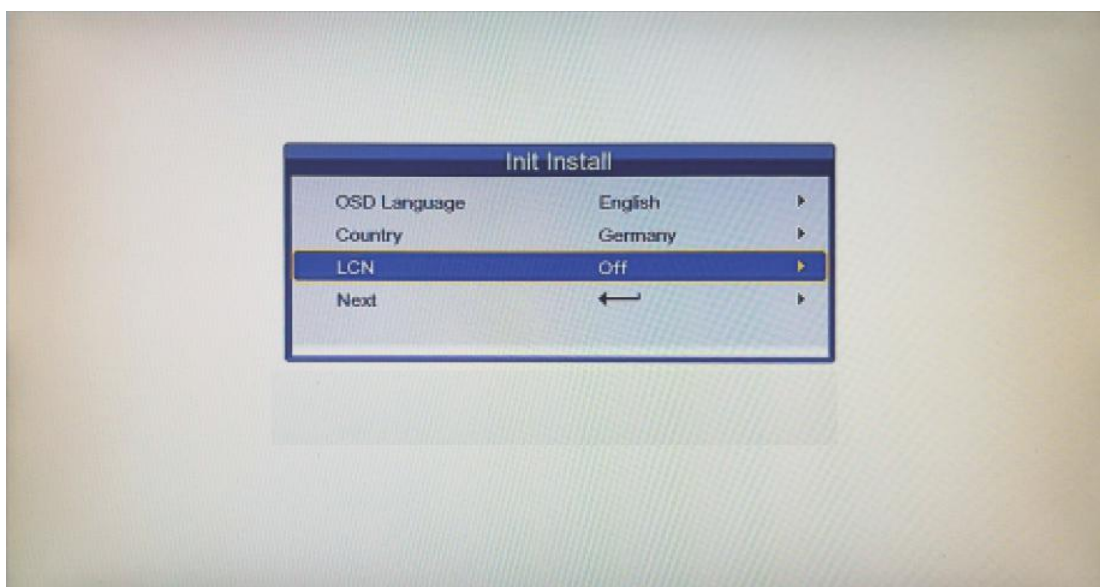 Init Install
OSD Language English
Country Germany
LCN Off
Next